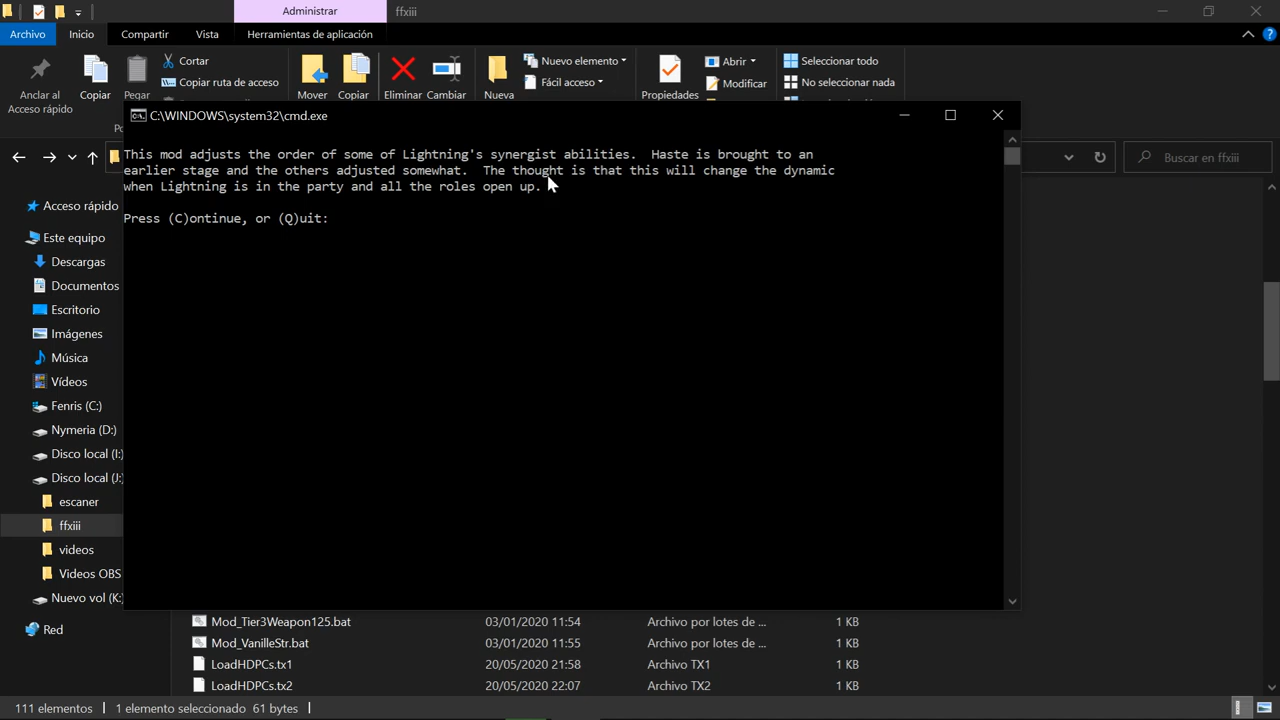 Administrar
ffxiii
Archivo
Inicio
Compartir
Vista
Herramientas de aplicación
Anclar al
Acceso rápido
Copiar
Pegar
Cortar
Copiar ruta de acceso
Mover
Copiar
Eliminar
Cambiar
Nueva
Nuevo elemento
Fácil acceso
Propiedades
Abrir
Modificar
Seleccionar todo
No seleccionar nada
C:\WINDOWS\system32\cmd.exe
This mod adjusts the order of some of Lightning's synergist abilities.  Haste is brought to an
earlier stage and the others adjusted somewhat.  The thought is that this will change the dynamic
when Lightning is in the party and all the roles open up.
Press (C)ontinue, or (Q)uit:
Buscar en ffxiii
Acceso rápido
Este equipo
Descargas
Documentos
Escritorio
Imágenes
Música
Vídeos
Fenris (C:)
Nymeria (D:)
Disco local (I:)
Disco local (J:)
escaner
ffxiii
videos
Videos OBS
Nuevo vol (K:)
Red
Mod_Tier3Weapon125.bat 03/01/2020 11:54 Archivo por lotes de ... 1 KB
Mod_VanilleStr.bat 03/01/2020 11:55 Archivo por lotes de ... 1 KB
LoadHDPCs.tx1 20/05/2020 21:58 Archivo TX1 1 KB
LoadHDPCs.tx2 20/05/2020 22:07 Archivo TX2 1 KB
111 elementos
1 elemento seleccionado 61 bytes